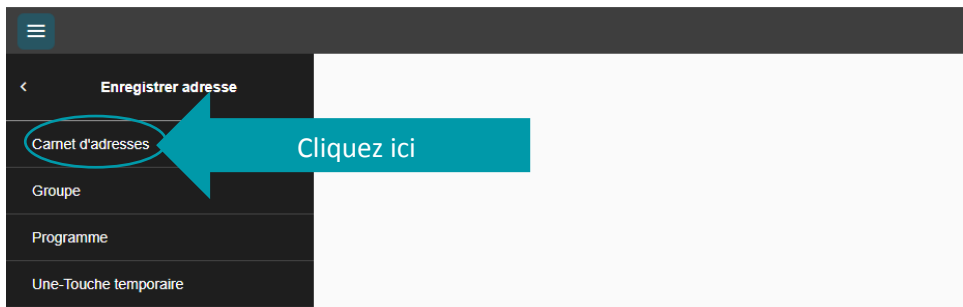 Enregistrer adresse
Carnet d'adresses
Cliquez ici
Groupe
Programme
Une-Touche temporaire